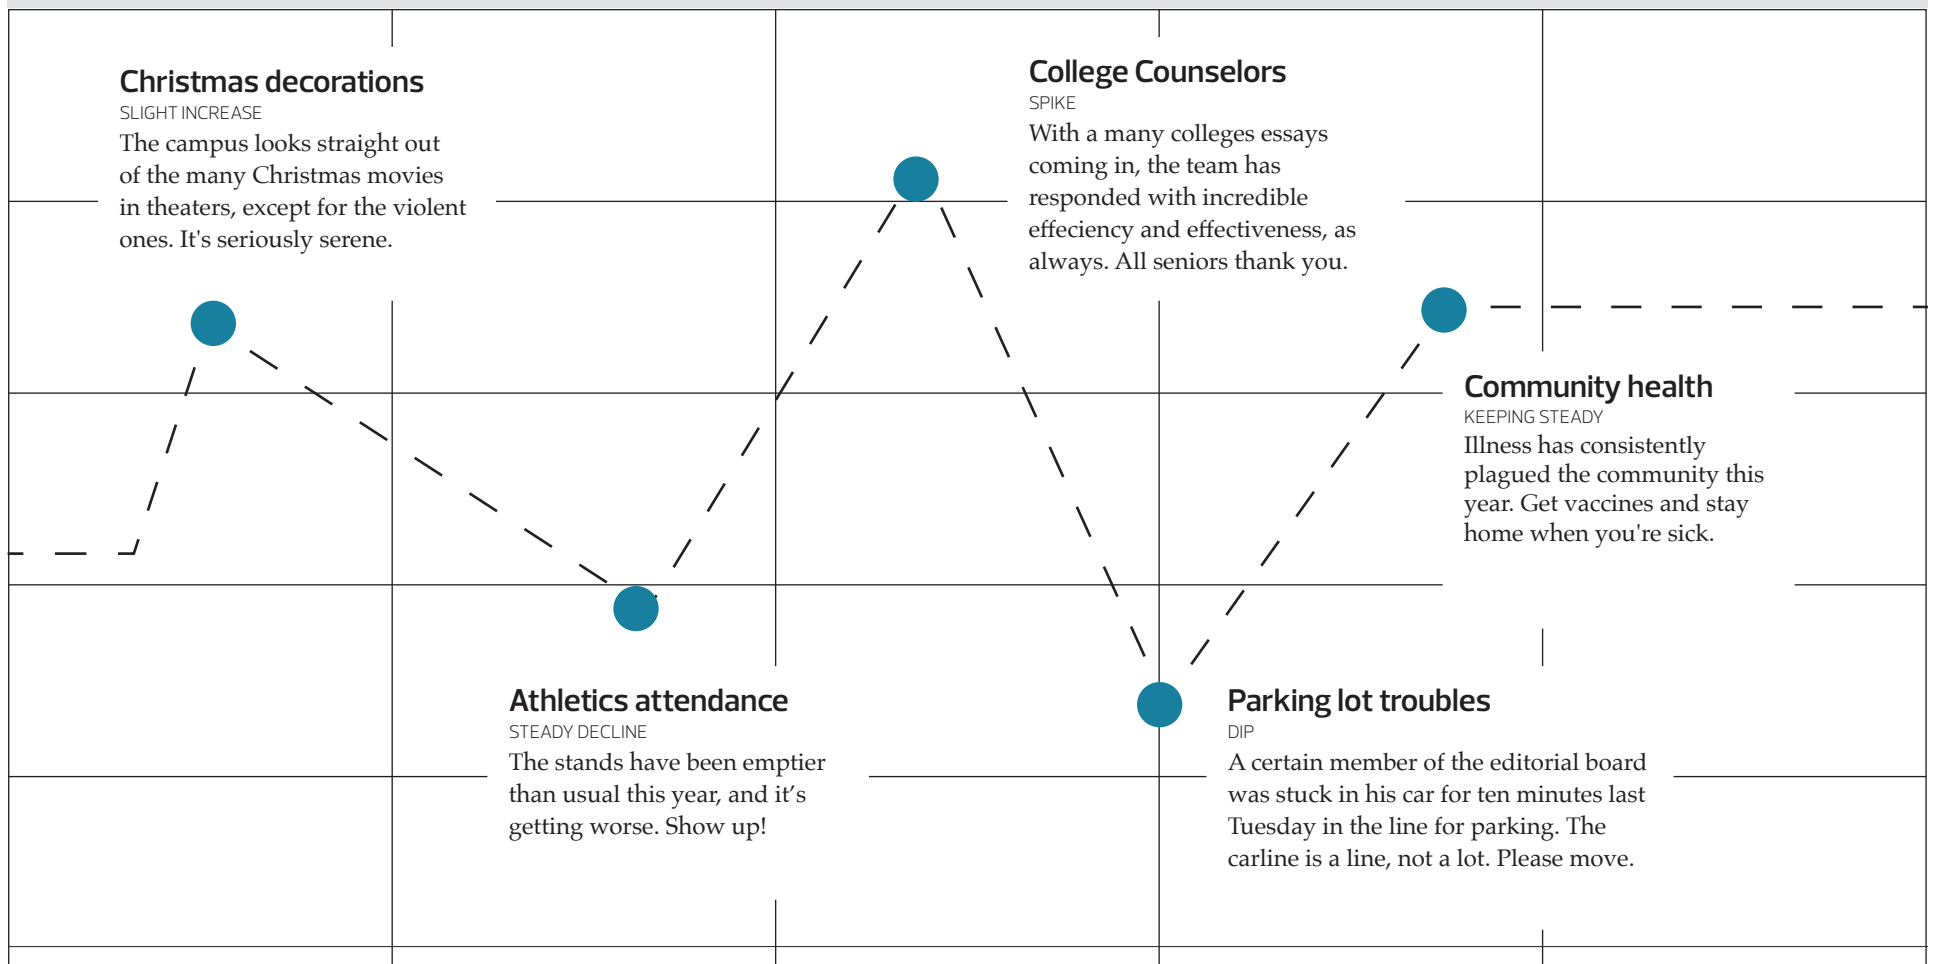 Christmas decorations
SLIGHT INCREASE
The campus looks straight out
of the many Christmas movies
in theaters, except for the violent
ones. It's seriously serene.
College Counselors
SPIKE
With a many colleges essays
coming in, the team has
responded with incredible
effeciency and effectiveness, as
always. All seniors thank you.
Community health
KEEPING STEADY
Illness has consistently
plagued the community this
year. Get vaccines and stay
home when you're sick.
Athletics attendance
STEADY DECLINE
The stands have been emptier
than usual this year, and it’s
getting worse. Show up!
Parking lot troubles
DIP
A certain member of the editorial board
was stuck in his car for ten minutes last
Tuesday in the line for parking. The
carline is a line, not a lot. Please move.